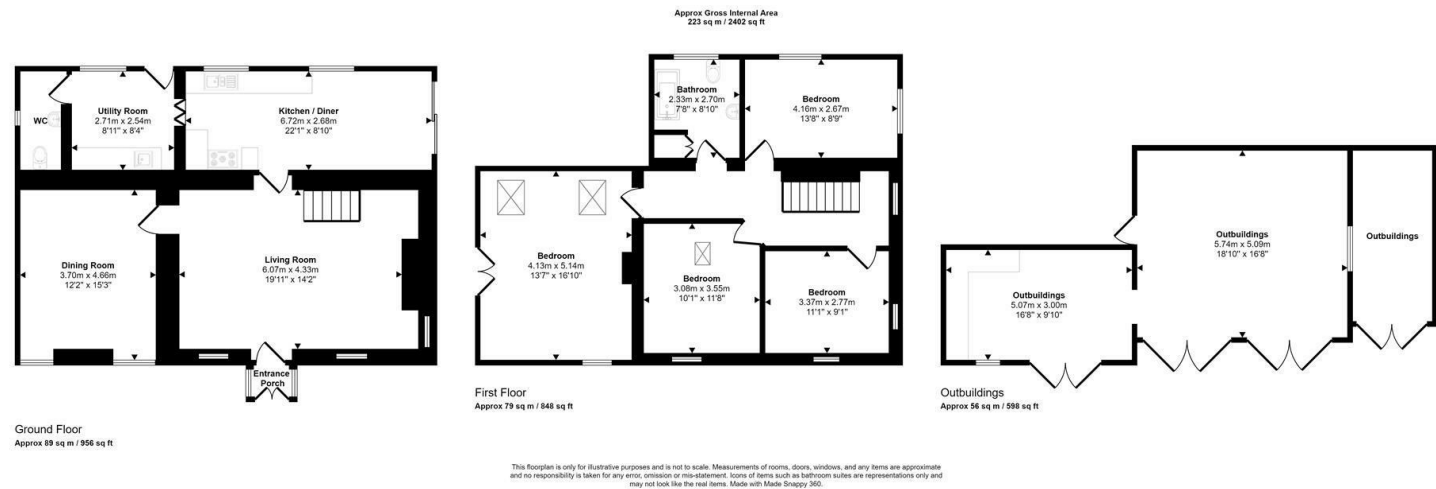 Approx Gross Internal Area
223 sq m / 2402 sq ft
WC
Utility Room
2.71m x 2.54m
8'11" x 8'4"
Kitchen / Diner
6.72m x 2.68m
22'1" x 8'10"
Dining Room
3.70m x 4.66m
12'2" x 15'3"
Living Room
6.07m x 4.33m
19'11" x 14'2"
Entrance
Porch
Ground Floor
Approx 89 sq m / 956 sq ft
Bathroom
2.33m x 2.70m
7'8" x 8'10"
Bedroom
4.16m x 2.67m
13'8" x 8'9"
Bedroom
4.13m x 5.14m
13'7" x 16'10"
Bedroom
3.08m x 3.55m
10'1" x 11'8"
Bedroom
3.37m x 2.77m
11'1" x 9'1"
First Floor
Approx 79 sq m / 848 sq ft
Outbuildings
5.07m x 3.00m
16'8" x 9'10"
Outbuildings
5.74m x 5.09m
18'10" x 16'8"
Outbuildings
Outbuildings
Approx 56 sq m / 598 sq ft
This floorplan is only for illustrative purposes and is not to scale. Measurements of rooms, doors, windows, and any items are approximate
and no responsibility is taken for any error, omission or mis-statement. Icons of items such as bathroom suites are representations only and
may not look like the real items. Made with Made Snappy 360.